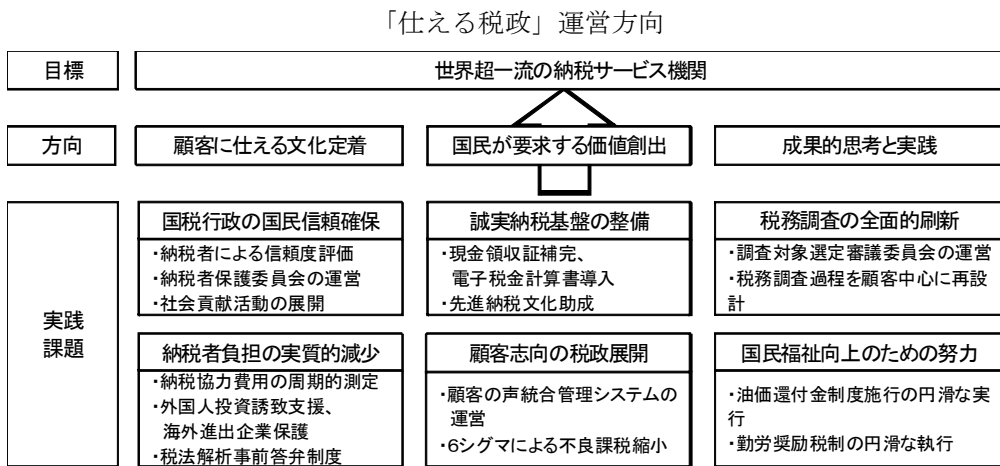 「仕える税政」運営方向
目標
世界超一流の納税サービス機関
方向
顧客に仕える文化定着
国民が要求する価値創出
成果的思考と実践
実践
課題
国税行政の国民信頼確保
・納税者による信頼度評価
・納税者保護委員会の運営
・社会貢献活動の展開
誠実納税基盤の整備
・現金領収証補完、
電子税金計算書導入
・先進納税文化助成
税務調査の全面的刷新
・調査対象選定審議委員会の運営
・税務調査過程を顧客中心に再設
計
納税者負担の実質的減少
・納税協力費用の周期的測定
・外国人投資誘致支援、
海外進出企業保護
・税法解析事前答弁制度
顧客志向の税政展開
・顧客の声統合管理システムの
運営
・6シグマによる不良課税縮小
国民福祉向上のための努力
・油価還付金制度施行の円滑な実
行
・勤労奨励税制の円滑な執行